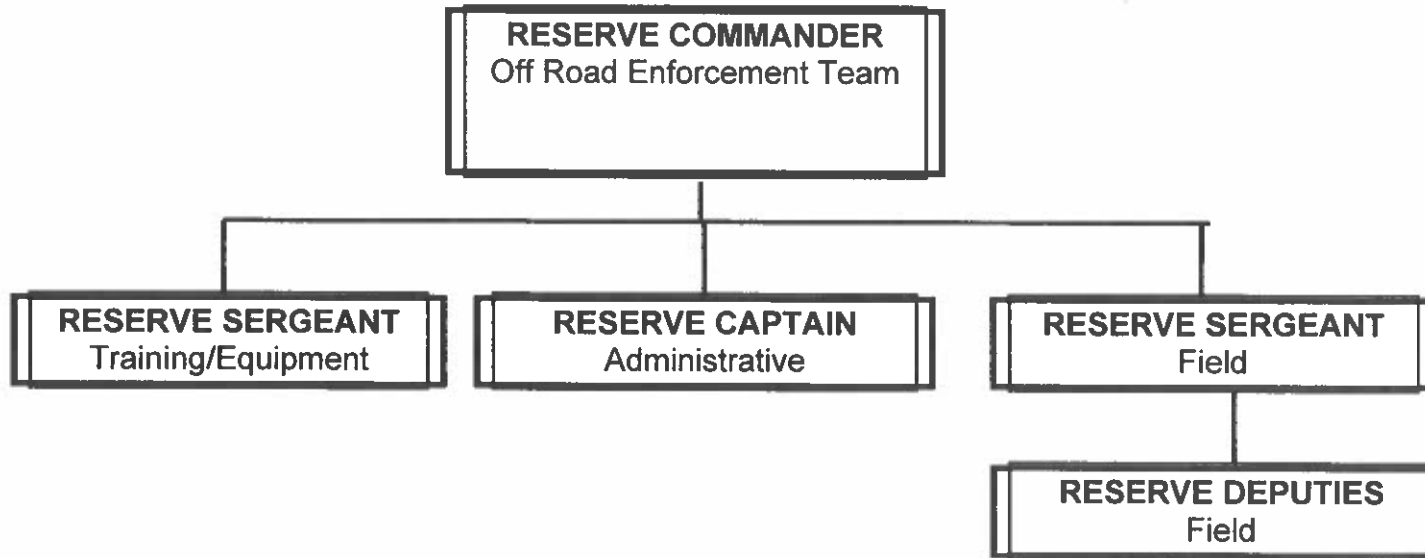 RESERVE COMMANDER
Off Road Enforcement Team
RESERVE SERGEANT
Training/Equipment
RESERVE CAPTAIN
Administrative
RESERVE SERGEANT
Field
RESERVE DEPUTIES
Field